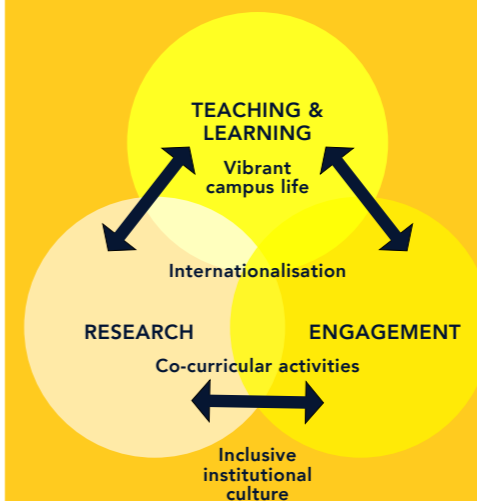 TEACHING &
LEARNING
Vibrant
campus life
Internationalisation
RESEARCH
ENGAGEMENT
Co-curricular activities
Inclusive
institutional
culture